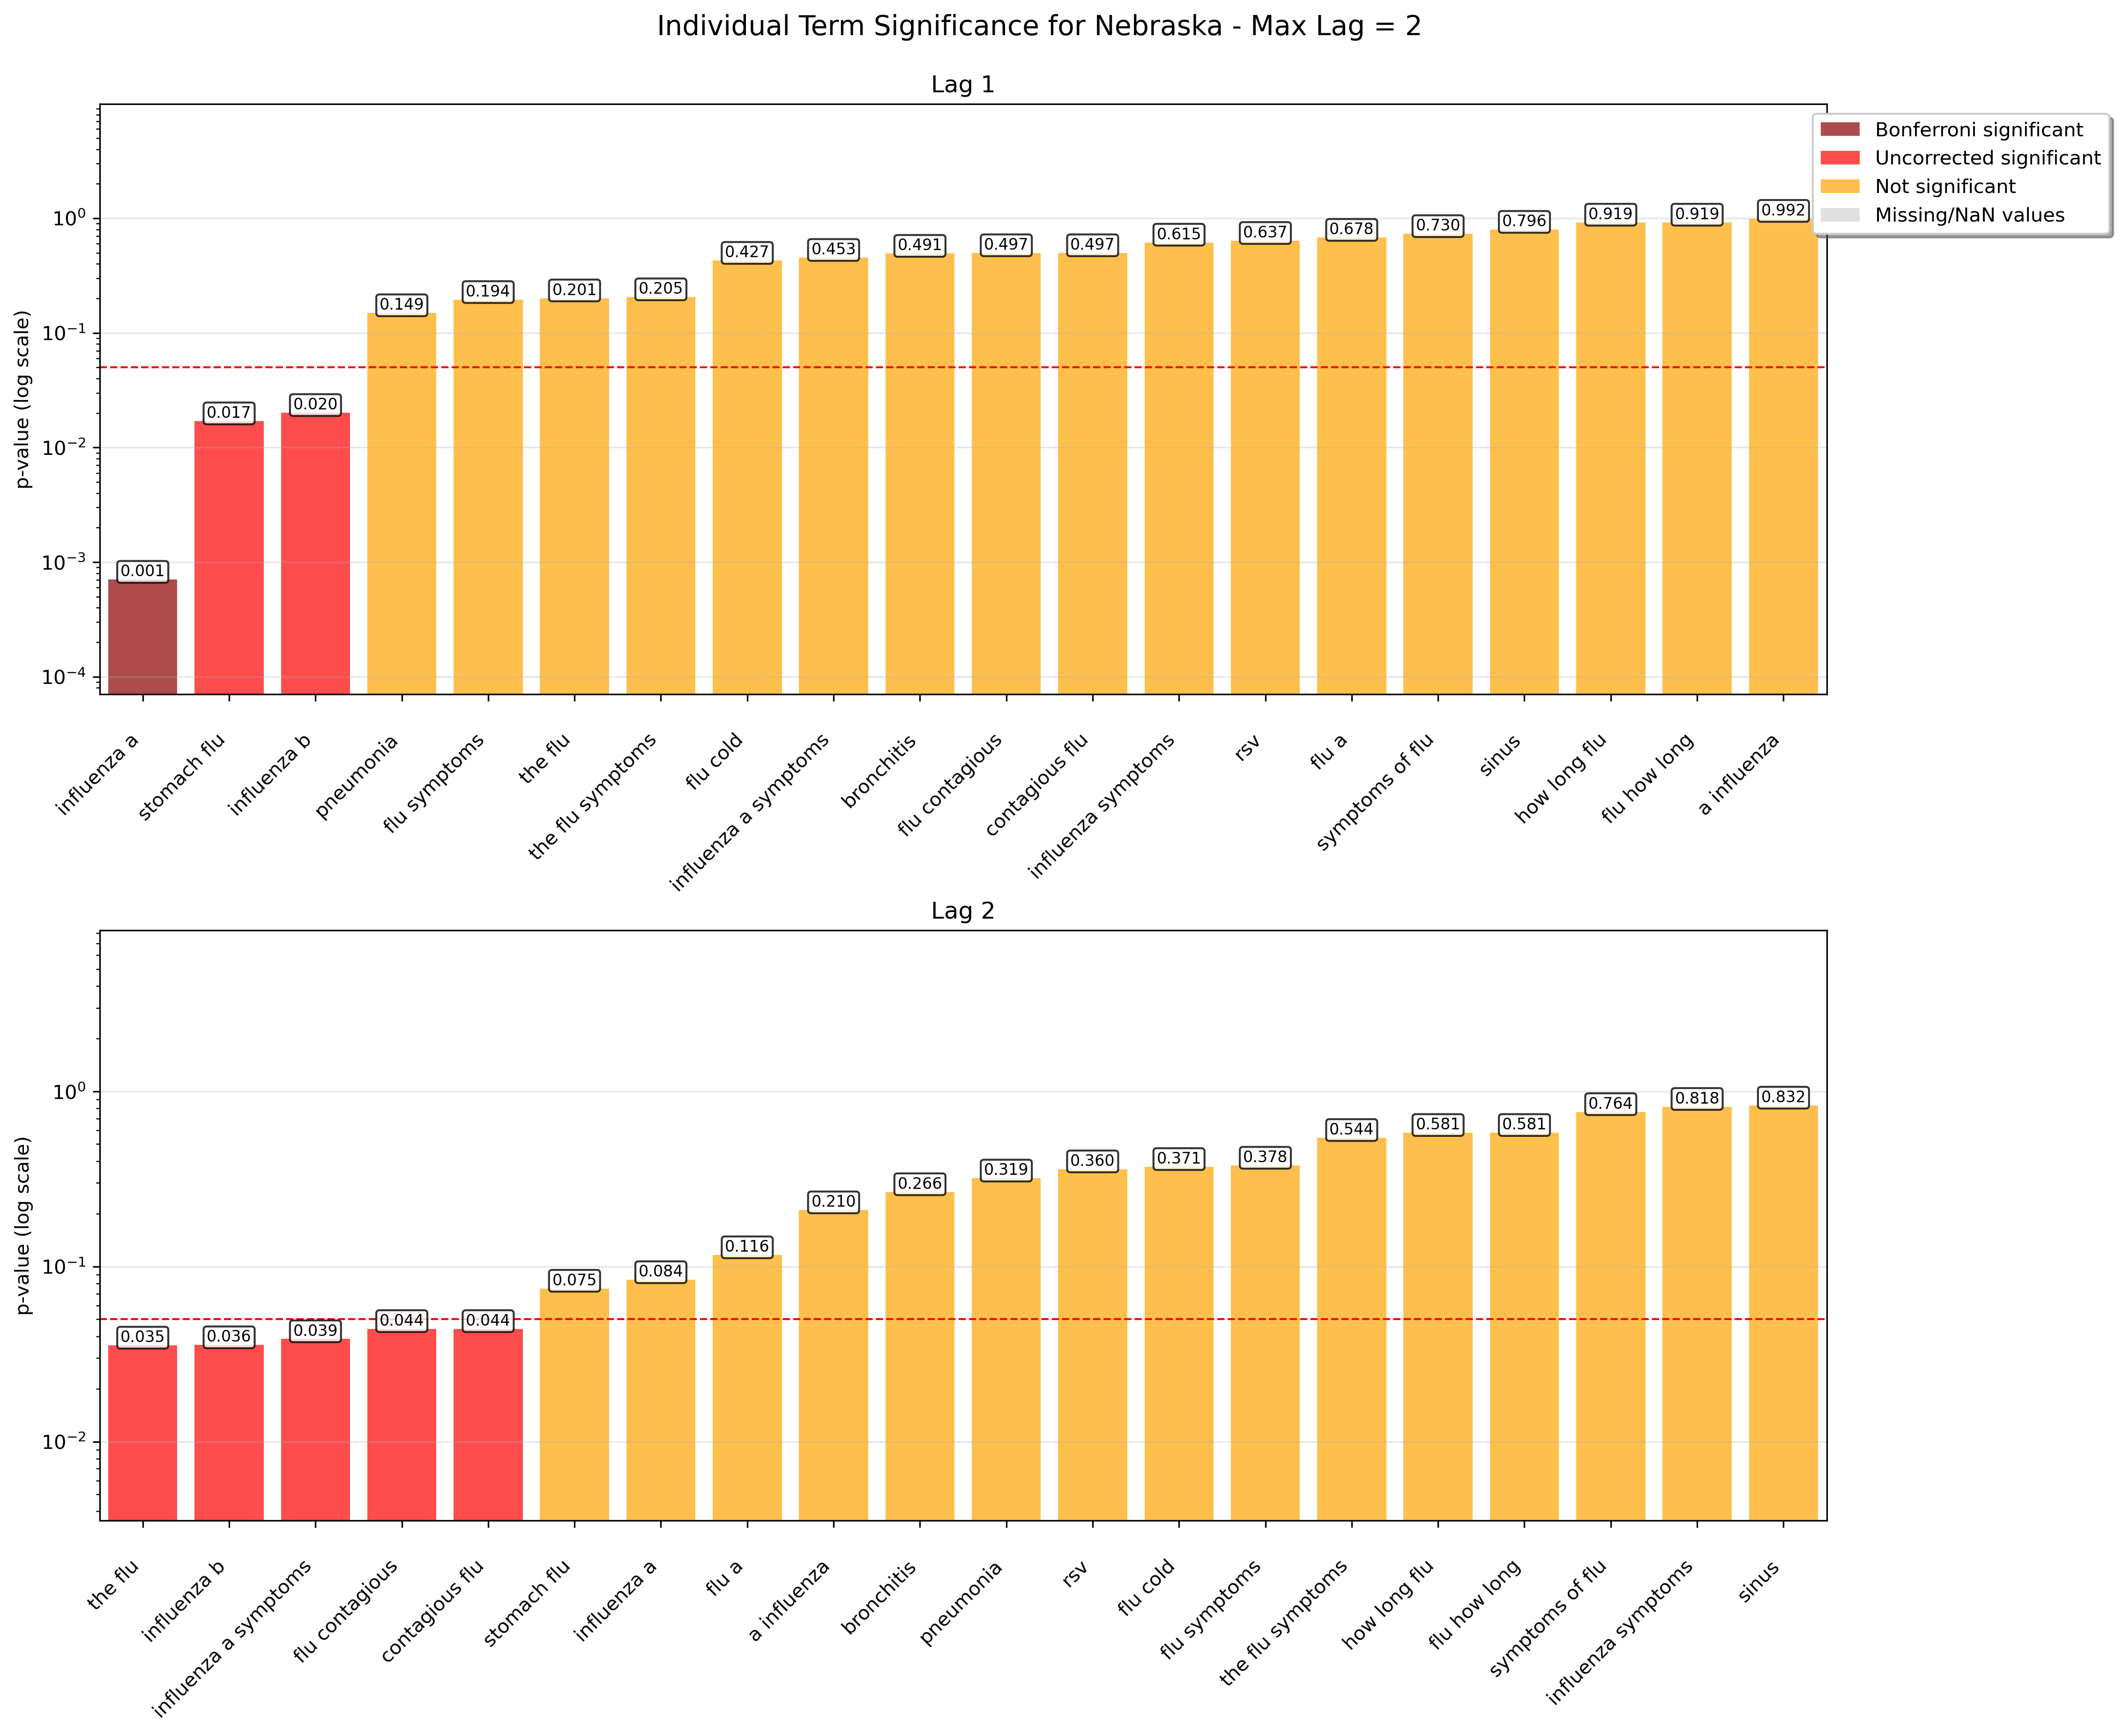 Individual Term Significance for Nebraska - Max Lag = 2
Lag 1
Bonferroni significant
Uncorrected significant
Not significant
Missing/NaN values
p-value (log scale)
10⁰
10⁻¹
10⁻²
10⁻³
10⁻⁴
0.001
0.017
0.020
0.149
0.194
0.201
0.205
0.427
0.453
0.491
0.497
0.497
0.615
0.637
0.678
0.730
0.796
0.919
0.919
0.992
influenza a
stomach flu
influenza b
pneumonia
flu symptoms
the flu
the flu symptoms
flu cold
influenza a symptoms
bronchitis
flu contagious
contagious flu
influenza symptoms
rsv
flu a
symptoms of flu
sinus
how long flu
flu how long
a influenza
Lag 2
p-value (log scale)
10⁰
10⁻¹
10⁻²
0.035
0.036
0.039
0.044
0.044
0.075
0.084
0.116
0.210
0.266
0.319
0.360
0.371
0.378
0.544
0.581
0.581
0.764
0.818
0.832
the flu
influenza b
influenza a symptoms
flu contagious
contagious flu
stomach flu
influenza a
flu a
a influenza
bronchitis
pneumonia
rsv
flu cold
flu symptoms
the flu symptoms
how long flu
flu how long
symptoms of flu
influenza symptoms
sinus